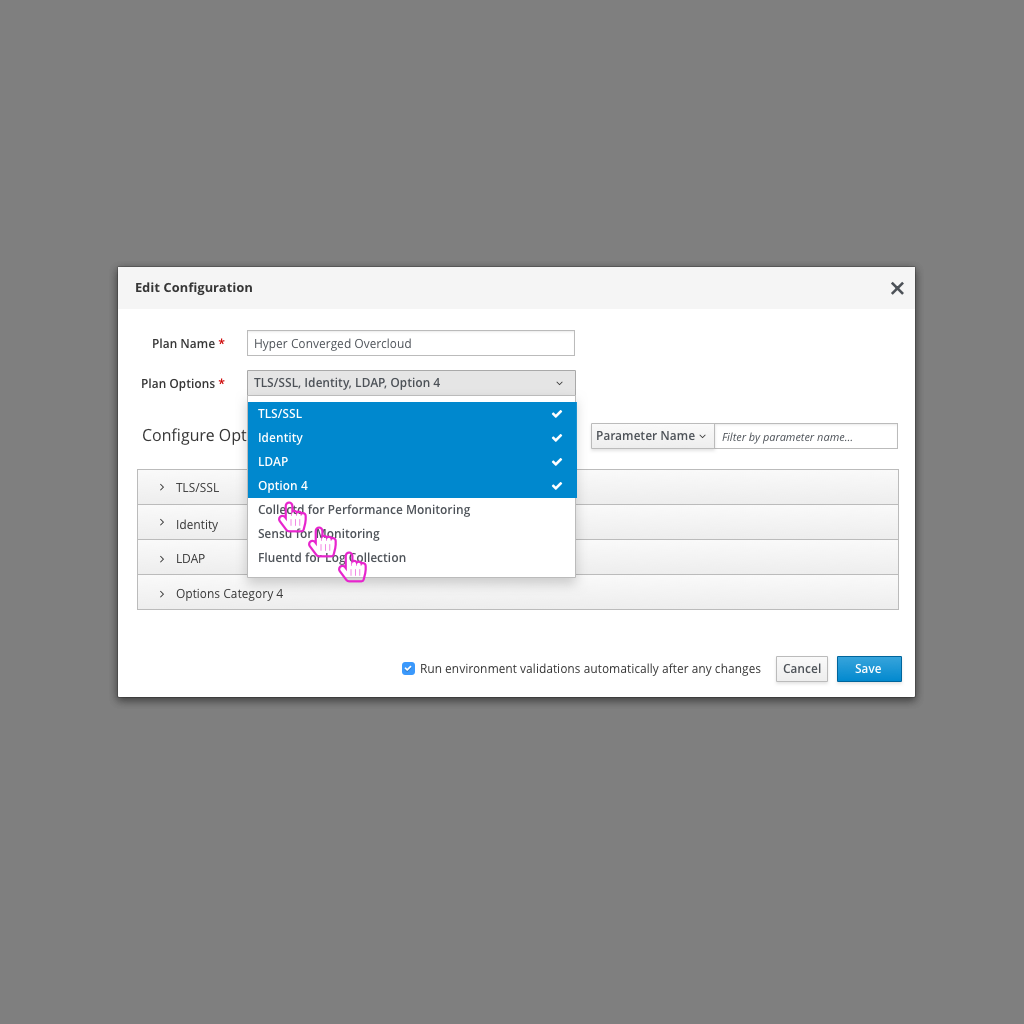 Edit Configuration
Plan Name *
Hyper Converged Overcloud
Plan Options *
TLS/SSL, Identity, LDAP, Option 4
TLS/SSL
Identity
LDAP
Option 4
Collectd for Performance Monitoring
Sensu for Monitoring
Fluentd for Log Collection
Configure Opt
Parameter Name
Filter by parameter name...
TLS/SSL
Identity
LDAP
Options Category 4
Run environment validations automatically after any changes
Cancel
Save